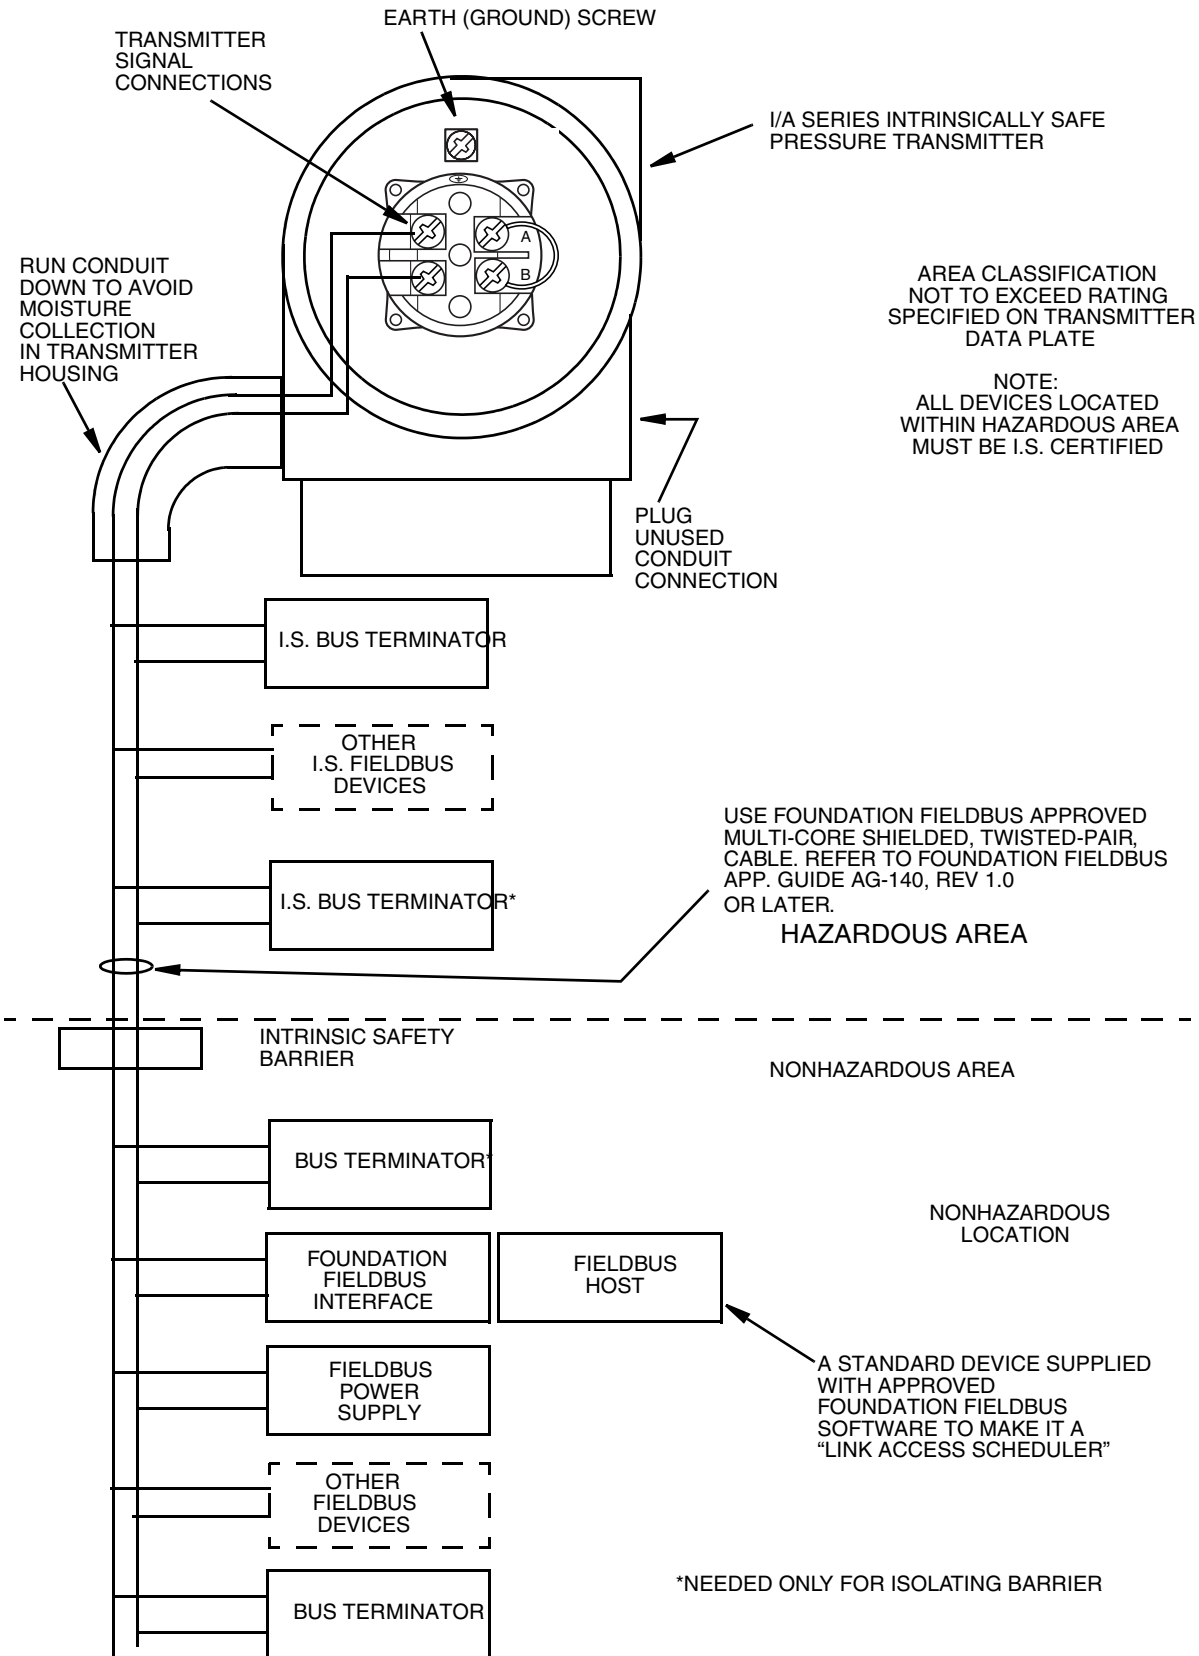 EARTH (GROUND) SCREW
TRANSMITTER
SIGNAL
CONNECTIONS
I/A SERIES INTRINSICALLY SAFE
PRESSURE TRANSMITTER
A
B
RUN CONDUIT
DOWN TO AVOID
MOISTURE
COLLECTION
IN TRANSMITTER
HOUSING
AREA CLASSIFICATION
NOT TO EXCEED RATING
SPECIFIED ON TRANSMITTER
DATA PLATE
NOTE:
ALL DEVICES LOCATED
WITHIN HAZARDOUS AREA
MUST BE I.S. CERTIFIED
PLUG
UNUSED
CONDUIT
CONNECTION
I.S. BUS TERMINATOR
OTHER
I.S. FIELDBUS
DEVICES
USE FOUNDATION FIELDBUS APPROVED
MULTI-CORE SHIELDED, TWISTED-PAIR,
CABLE. REFER TO FOUNDATION FIELDBUS
APP. GUIDE AG-140, REV 1.0
OR LATER.
I.S. BUS TERMINATOR*
HAZARDOUS AREA
INTRINSIC SAFETY
BARRIER
NONHAZARDOUS AREA
BUS TERMINATOR*
NONHAZARDOUS
LOCATION
FOUNDATION
FIELDBUS
INTERFACE
FIELDBUS
HOST
FIELDBUS
POWER
SUPPLY
A STANDARD DEVICE SUPPLIED
WITH APPROVED
FOUNDATION FIELDBUS
SOFTWARE TO MAKE IT A
“LINK ACCESS SCHEDULER”
OTHER
FIELDBUS
DEVICES
*NEEDED ONLY FOR ISOLATING BARRIER
BUS TERMINATOR